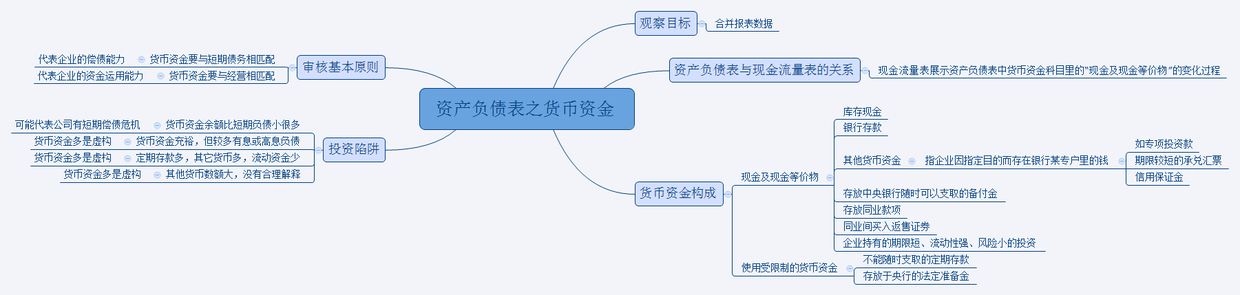 资产负债表之货币资金
观察目标
合并报表数据
资产负债表与现金流量表的关系
现金流量表展示资产负债表中货币资金科目里的“现金及现金等价物”的变化过程
货币资金构成
现金及现金等价物
库存现金
银行存款
其他货币资金
指企业因指定目的而存在银行某专户里的钱
如专项投资款
期限较短的承兑汇票
信用保证金
存放中央银行随时可以支取的备付金
存放同业款项
同业间买入返售证券
企业持有的期限短、流动性强、风险小的投资
使用受限制的货币资金
不能随时支取的定期存款
存放于央行的法定准备金
审核基本原则
货币资金要与短期债务相匹配
代表企业的偿债能力
货币资金要与经营相匹配
代表企业的资金运用能力
投资陷阱
货币资金余额比短期负债小很多
可能代表公司有短期偿债危机
货币资金充裕，但较多有息或高息负债
货币资金多是虚构
定期存款多，其它货币多，流动资金少
货币资金多是虚构
其他货币数额大，没有合理解释
货币资金多是虚构